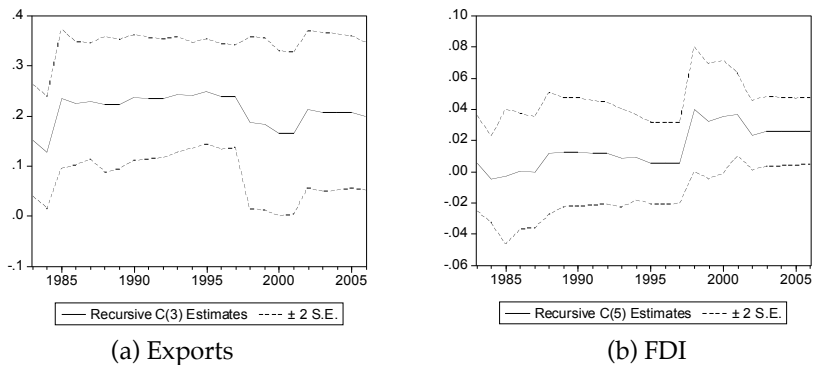 .4
.3
.2
.1
.0
-.1
1985 1990 1995 2000 2005
Recursive C(3) Estimates ± 2 S.E.
(a) Exports
.10
.08
.06
.04
.02
.00
-.02
-.04
-.06
1985 1990 1995 2000 2005
Recursive C(5) Estimates ± 2 S.E.
(b) FDI